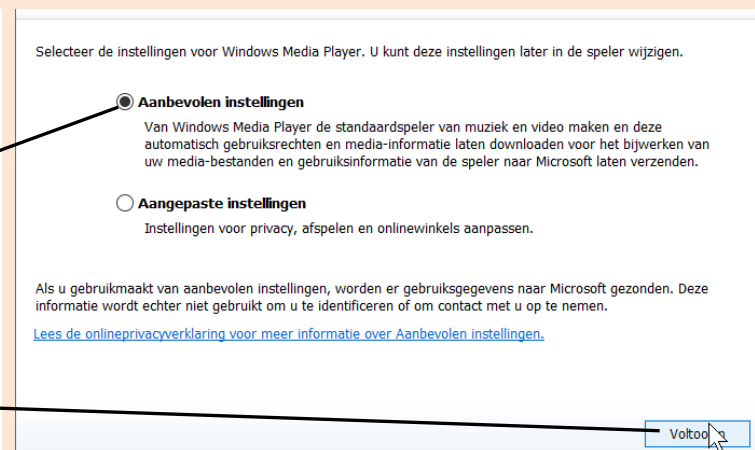 Selecteer de instellingen voor Windows Media Player. U kunt deze instellingen later in de speler wijzigen.
Aanbevolen instellingen
Van Windows Media Player de standaardspeler van muziek en video maken en deze
automatisch gebruiksrechten en media-informatie laten downloaden voor het bijwerken van
uw media-bestanden en gebruiksinformatie van de speler naar Microsoft laten verzenden.
Aangepaste instellingen
Instellingen voor privacy, afspelen en onlinewinkels aanpassen.
Als u gebruikmaakt van aanbevolen instellingen, worden er gebruiksgegevens naar Microsoft gezonden. Deze
informatie wordt echter niet gebruikt om u te identificeren of om contact met u op te nemen.
Lees de onlineprivacyverklaring voor meer informatie over Aanbevolen instellingen.
Voltooien